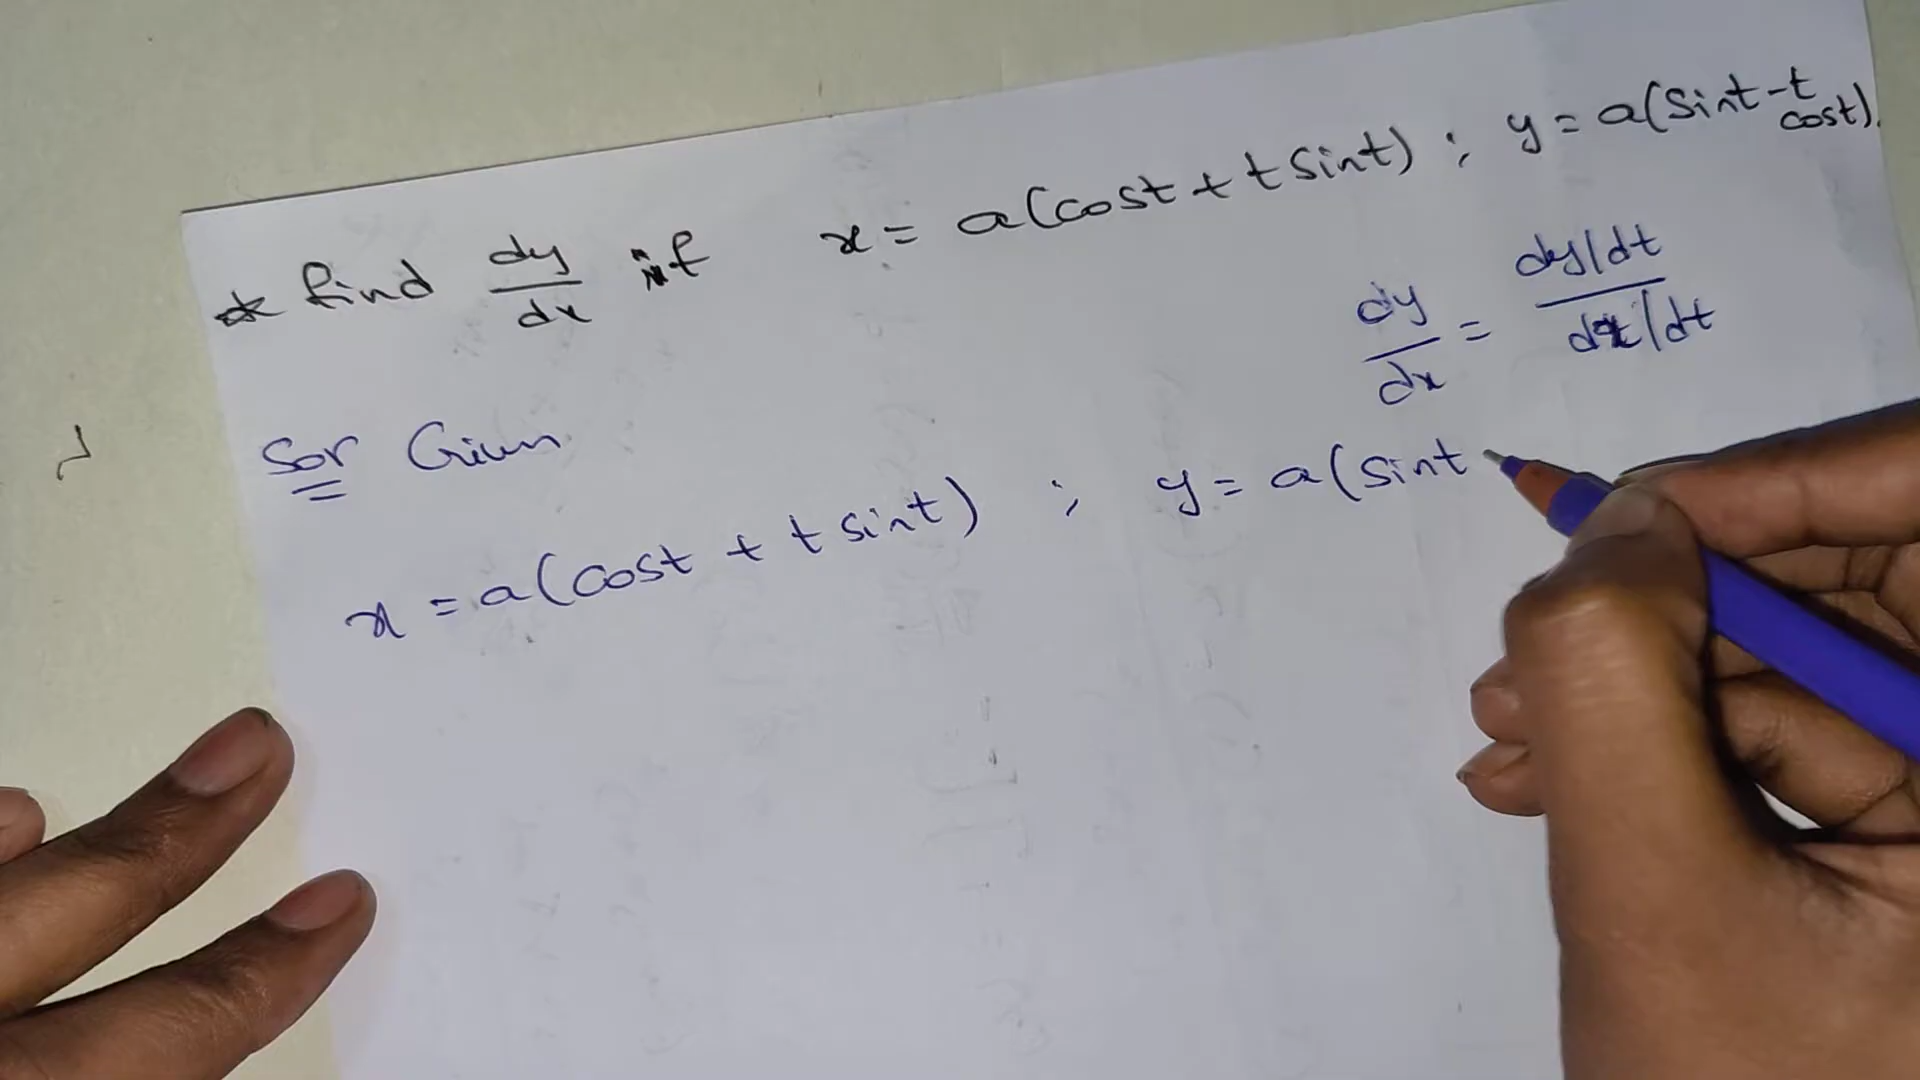 * find dy/dx if x = a(cost + t sint) ; y = a(sint - t cost).
dy/dx = dy/dt / dx/dt
Sol Given
x = a(cost + t sint) ; y = a(sint